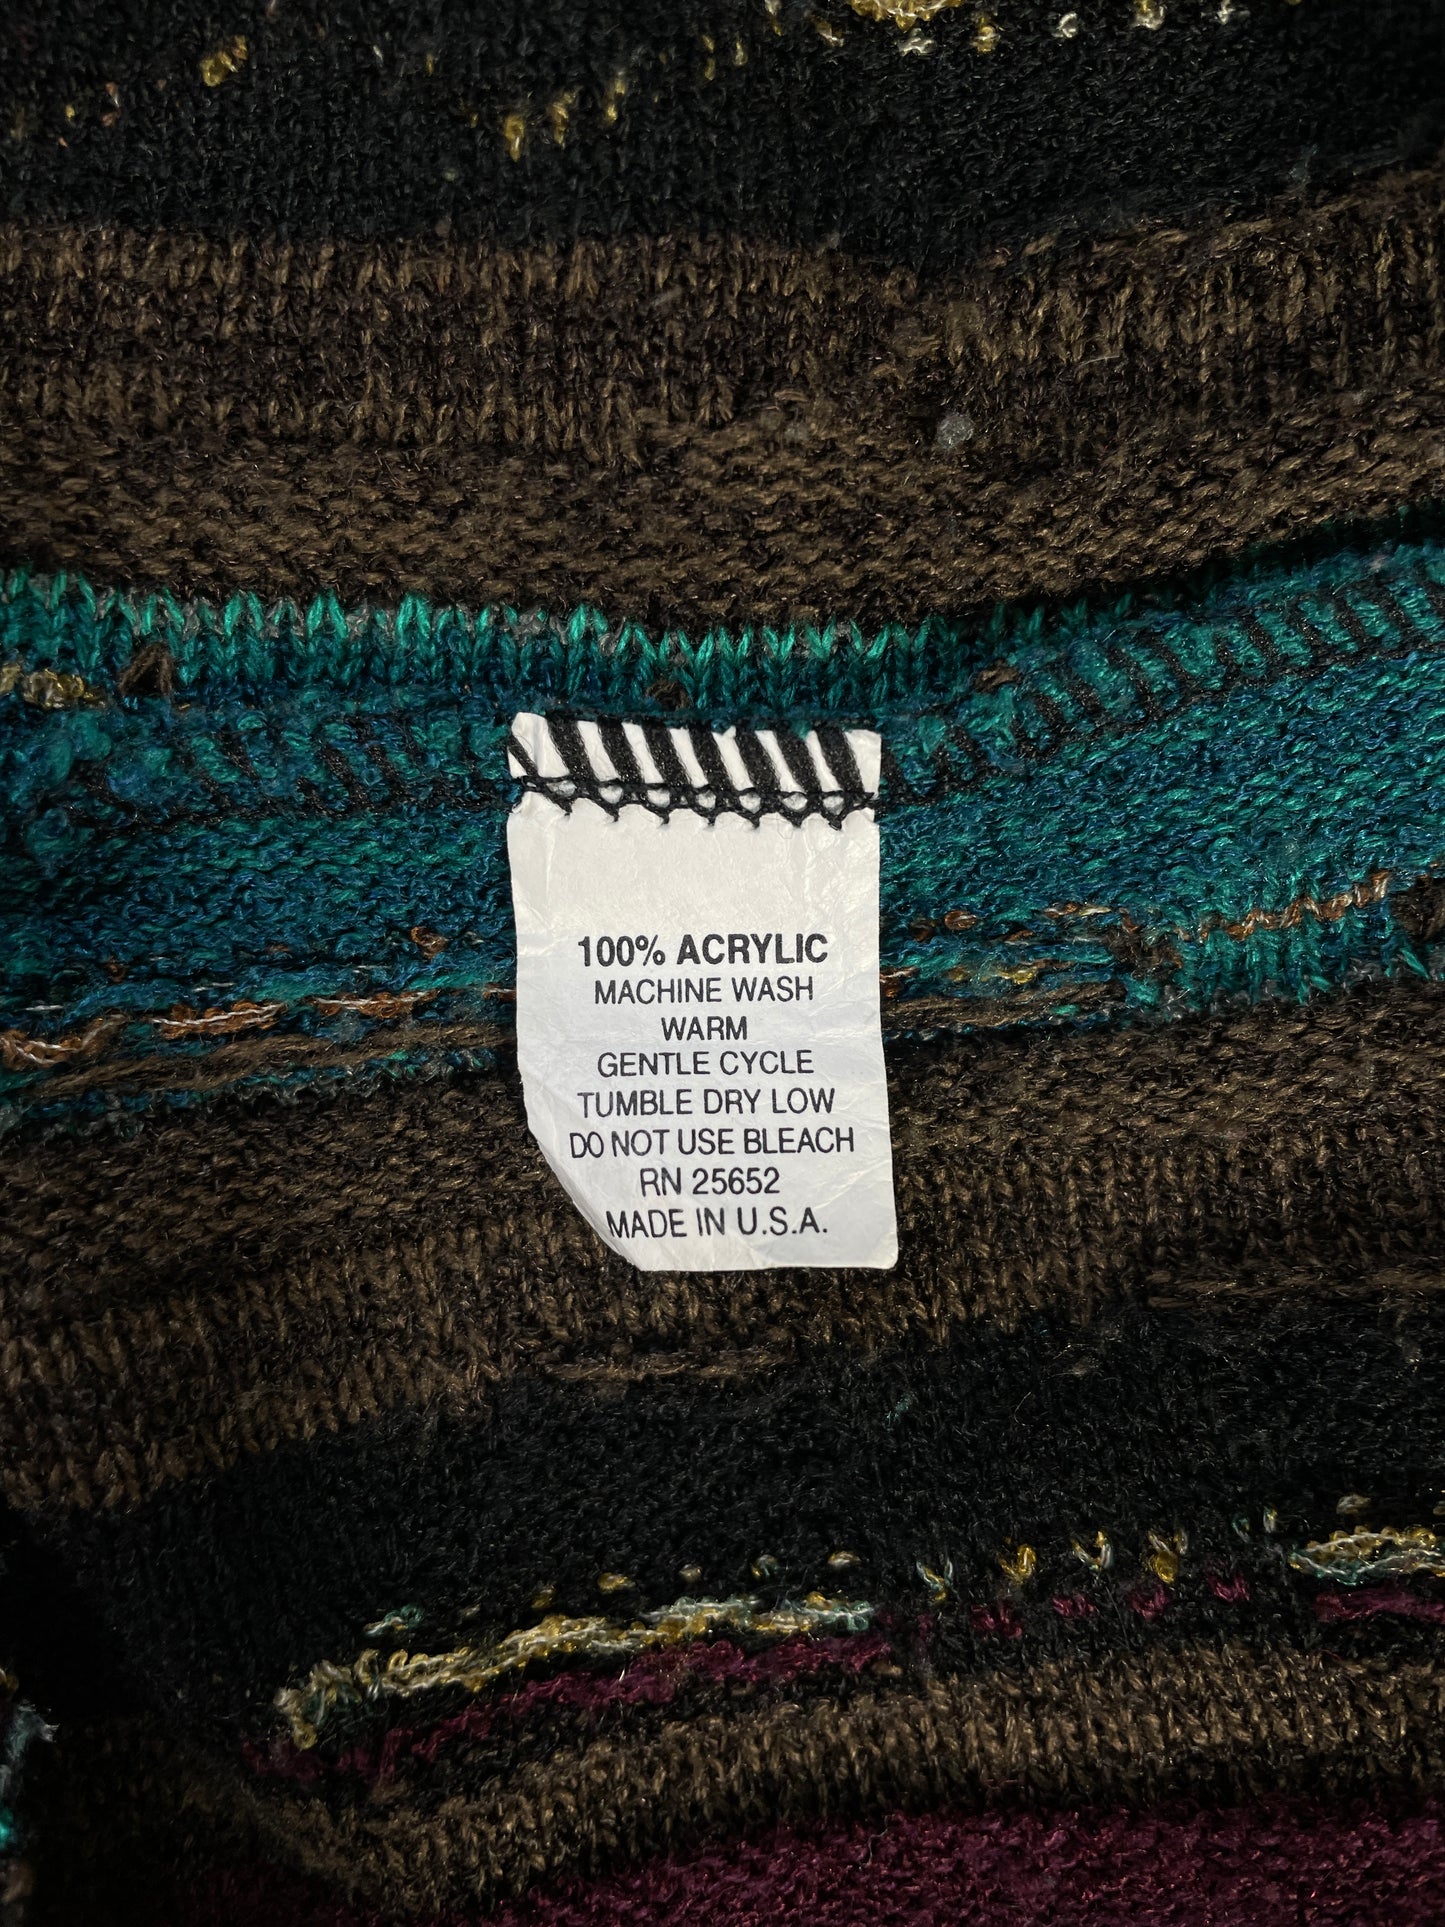 100% ACRYLIC
MACHINE WASH
WARM
GENTLE CYCLE
TUMBLE DRY LOW
DO NOT USE BLEACH
RN 25652
MADE IN U.S.A.